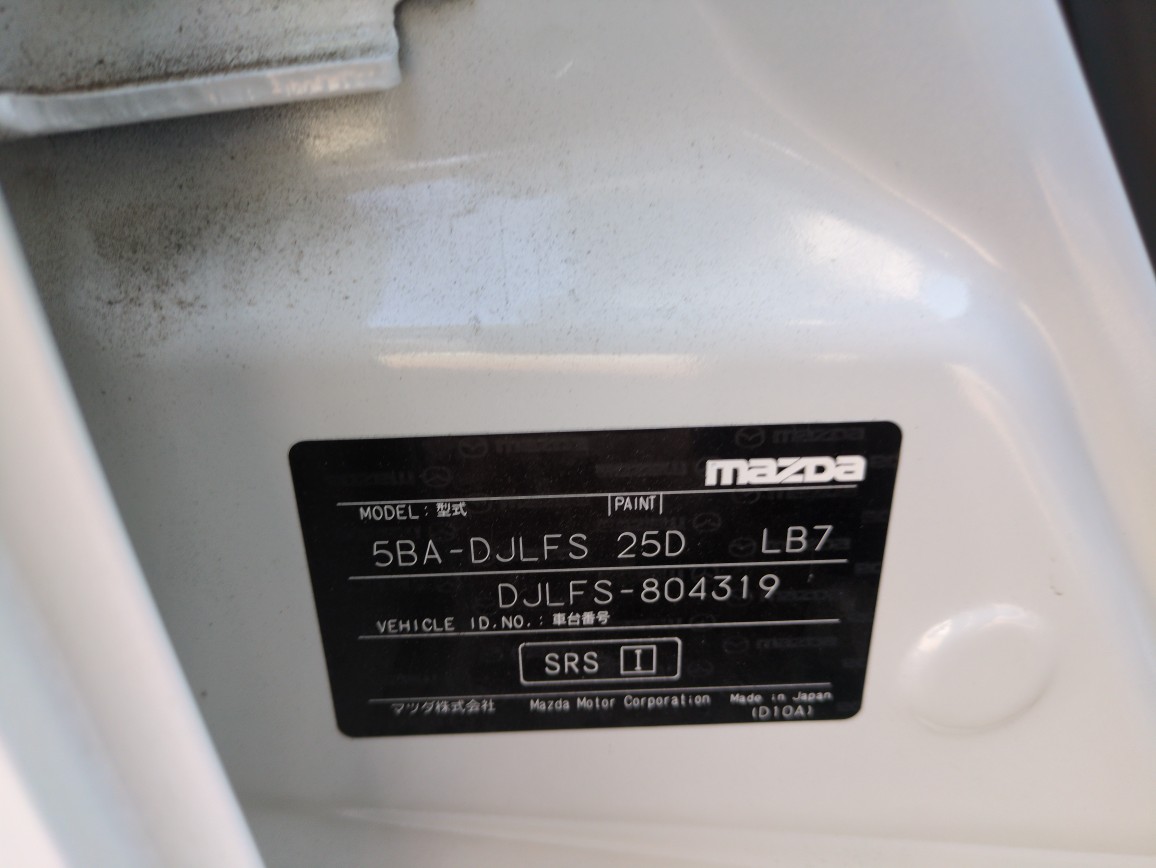 mazda
MODEL: 型式 PAINT
5BA-DJLFS 25D LB7
DJLFS-804319
VEHICLE ID.NO.: 車台番号
SRS I
マツダ株式会社 Mazda Motor Corporation Made in Japan
(D10A)